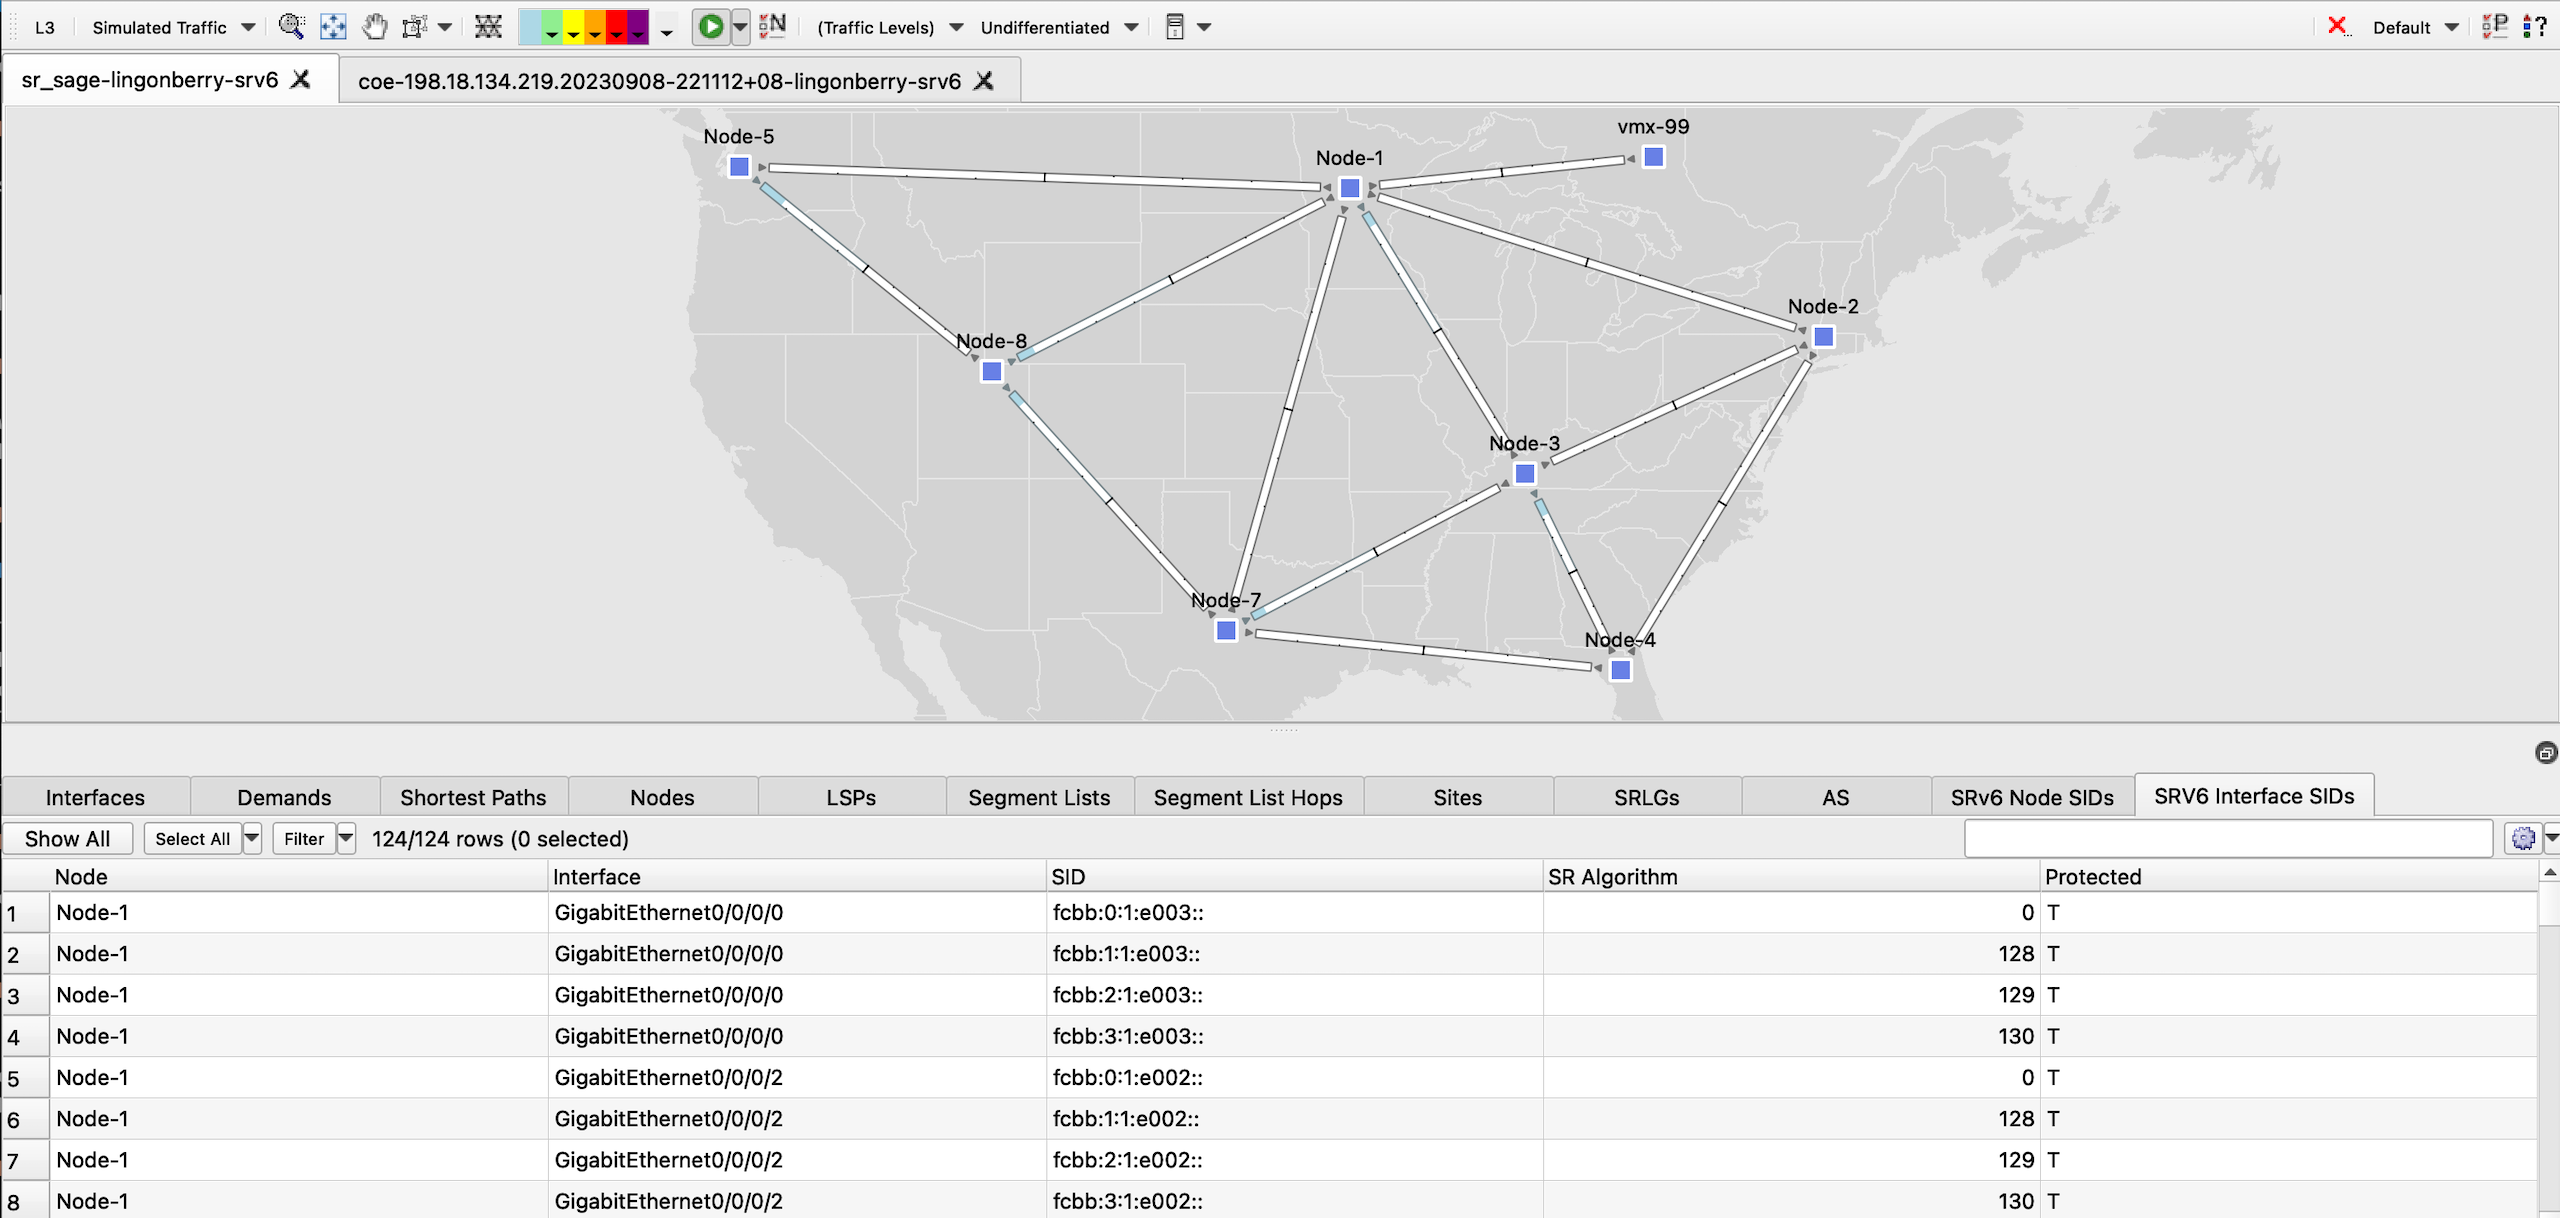 L3 Simulated Traffic (Traffic Levels) Undifferentiated Default
sr_sage-lingonberry-srv6 coe-198.18.134.219.20230908-221112+08-lingonberry-srv6
Node-5
vmx-99
Node-1
Node-2
Node-8
Node-3
Node-7
Node-4
Interfaces Demands Shortest Paths Nodes LSPs Segment Lists Segment List Hops Sites SRLGs AS SRv6 Node SIDs SRV6 Interface SIDs
Show All Select All Filter 124/124 rows (0 selected)
Node Interface SID SR Algorithm Protected
1 Node-1 GigabitEthernet0/0/0/0 fcbb:0:1:e003:: 0 T
2 Node-1 GigabitEthernet0/0/0/0 fcbb:1:1:e003:: 128 T
3 Node-1 GigabitEthernet0/0/0/0 fcbb:2:1:e003:: 129 T
4 Node-1 GigabitEthernet0/0/0/0 fcbb:3:1:e003:: 130 T
5 Node-1 GigabitEthernet0/0/0/2 fcbb:0:1:e002:: 0 T
6 Node-1 GigabitEthernet0/0/0/2 fcbb:1:1:e002:: 128 T
7 Node-1 GigabitEthernet0/0/0/2 fcbb:2:1:e002:: 129 T
8 Node-1 GigabitEthernet0/0/0/2 fcbb:3:1:e002:: 130 T